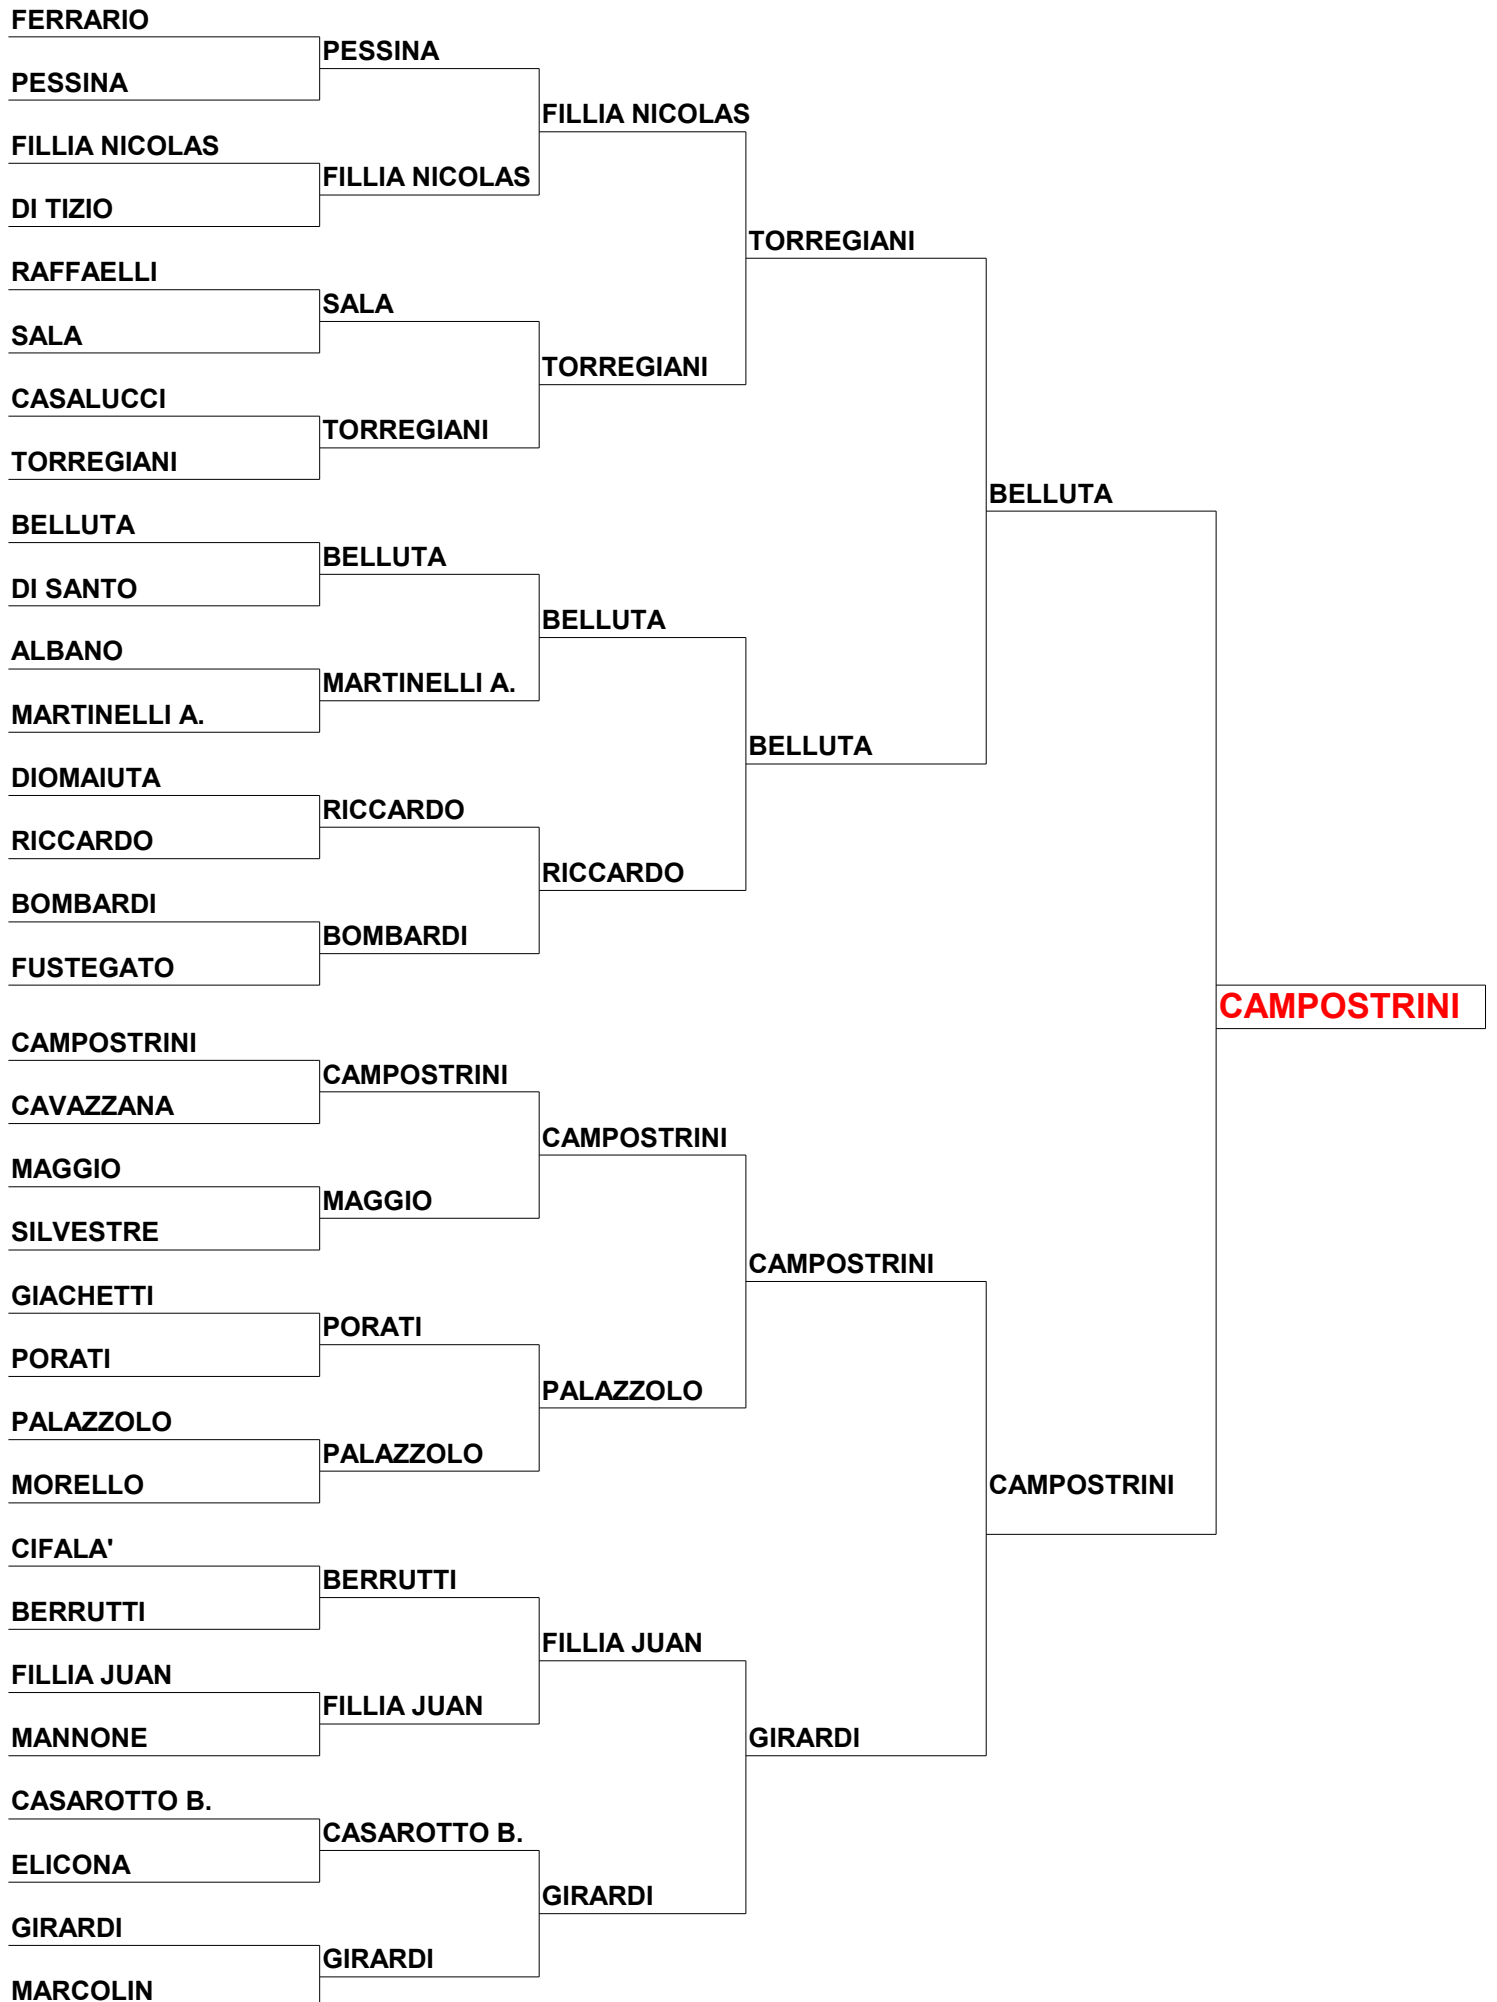 FERRARIO
PESSINA
FILLIA NICOLAS
DI TIZIO
RAFFAELLI
SALA
CASALUCCI
TORREGIANI
BELLUTA
DI SANTO
ALBANO
MARTINELLI A.
DIOMAIUTA
RICCARDO
BOMBARDI
FUSTEGATO
CAMPOSTRINI
CAVAZZANA
MAGGIO
SILVESTRE
GIACHETTI
PORATI
PALAZZOLO
MORELLO
CIFALA'
BERRUTTI
FILLIA JUAN
MANNONE
CASAROTTO B.
ELICONA
GIRARDI
MARCOLIN
PESSINA
FILLIA NICOLAS
SALA
TORREGIANI
BELLUTA
MARTINELLI A.
RICCARDO
BOMBARDI
CAMPOSTRINI
MAGGIO
PORATI
PALAZZOLO
BERRUTTI
FILLIA JUAN
CASAROTTO B.
GIRARDI
FILLIA NICOLAS
TORREGIANI
BELLUTA
RICCARDO
CAMPOSTRINI
PALAZZOLO
FILLIA JUAN
GIRARDI
TORREGIANI
BELLUTA
CAMPOSTRINI
GIRARDI
BELLUTA
CAMPOSTRINI
CAMPOSTRINI